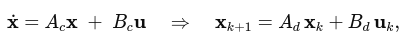 ẋ = A_c x + B_c u ⇒ x_{k+1} = A_d x_k + B_d u_k,